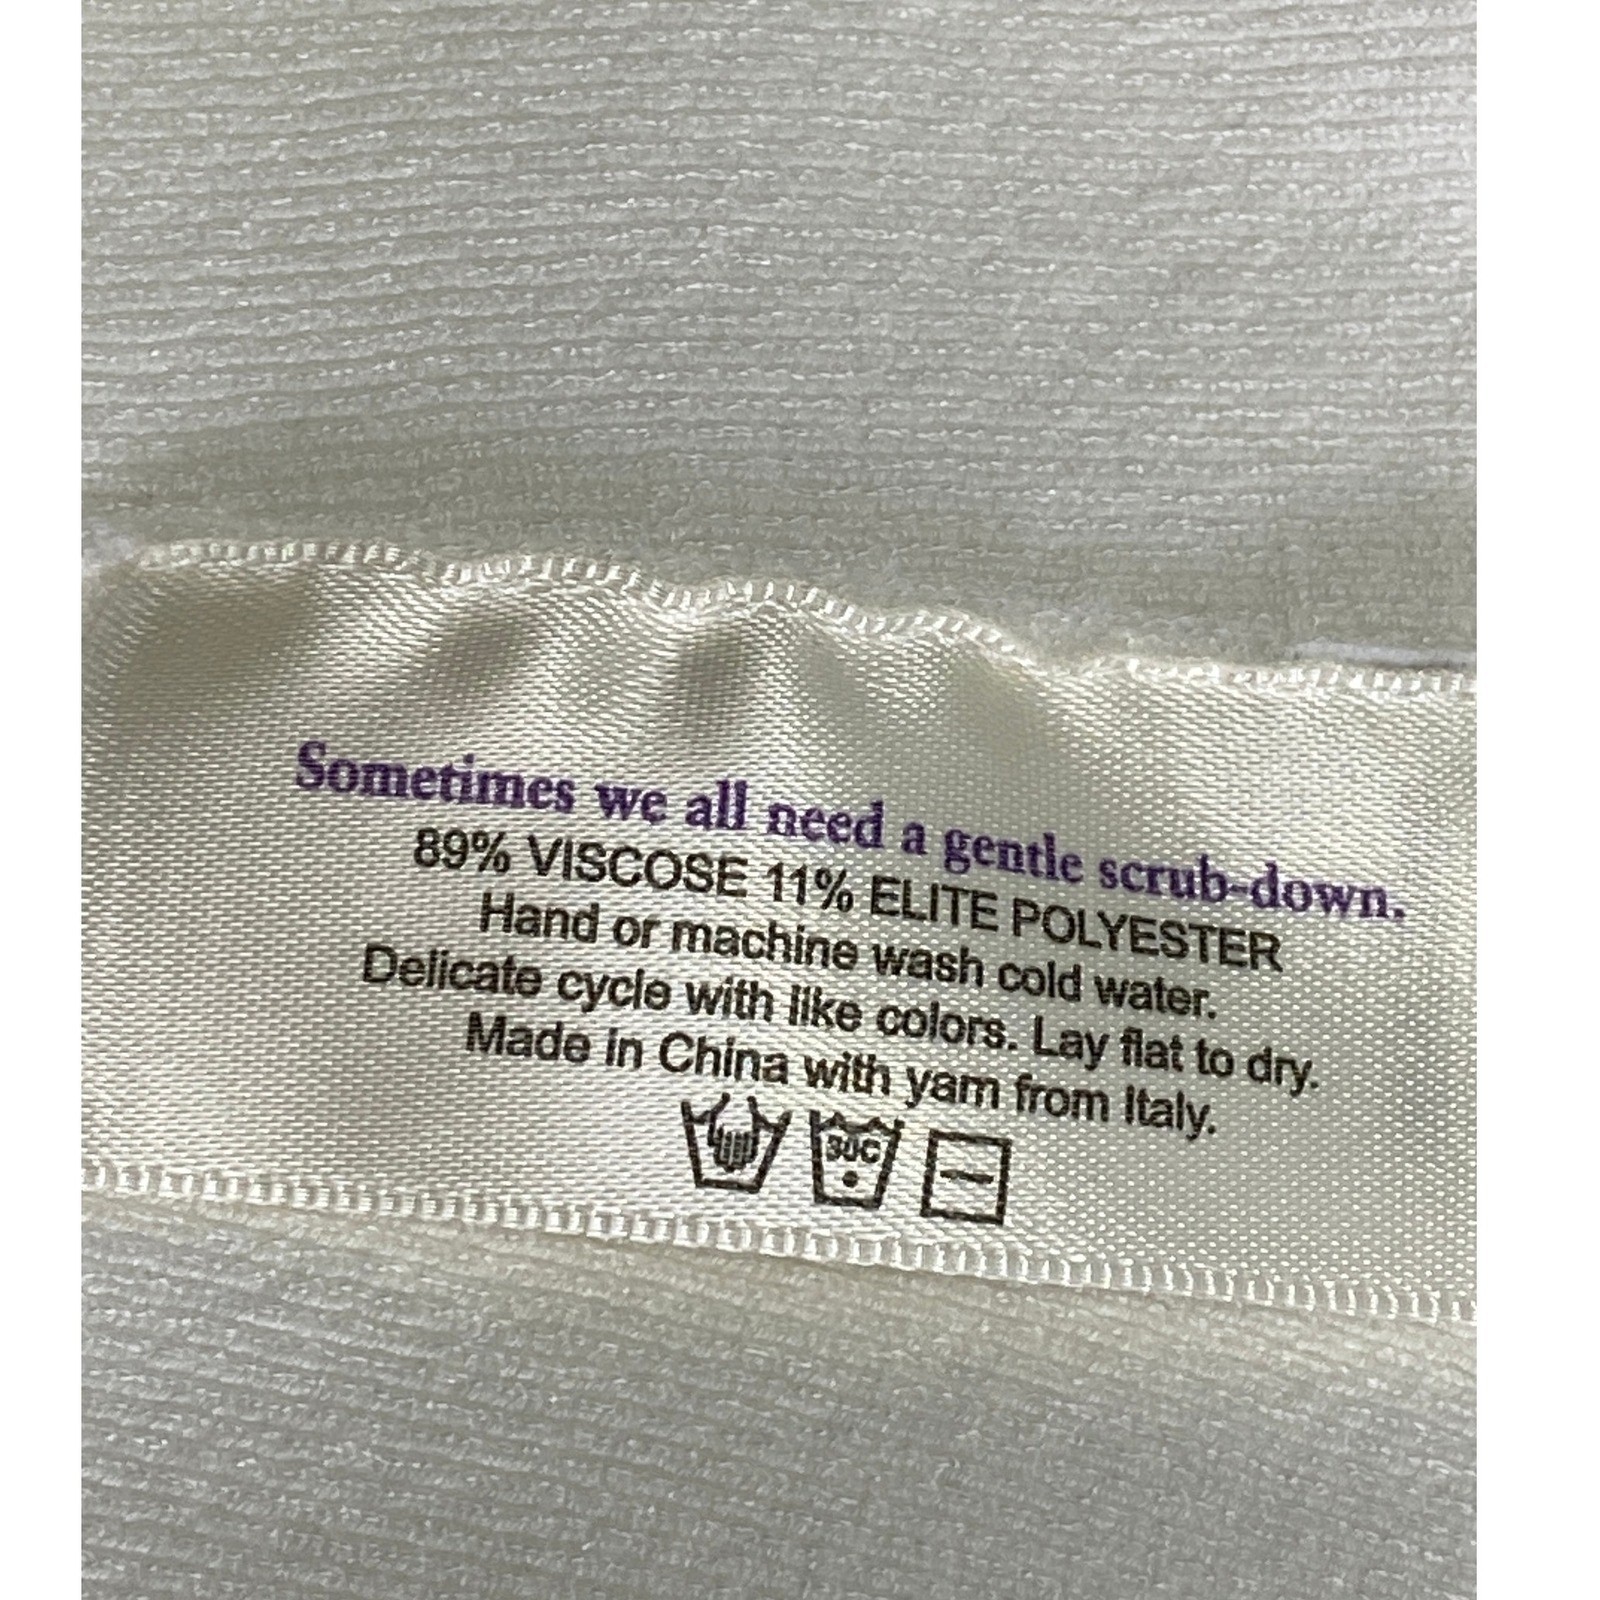 Sometimes we all need a gentle scrub-down.
89% VISCOSE 11% ELITE POLYESTER
Hand or machine wash cold water.
Delicate cycle with like colors. Lay flat to dry.
Made in China with yarn from Italy.
30C